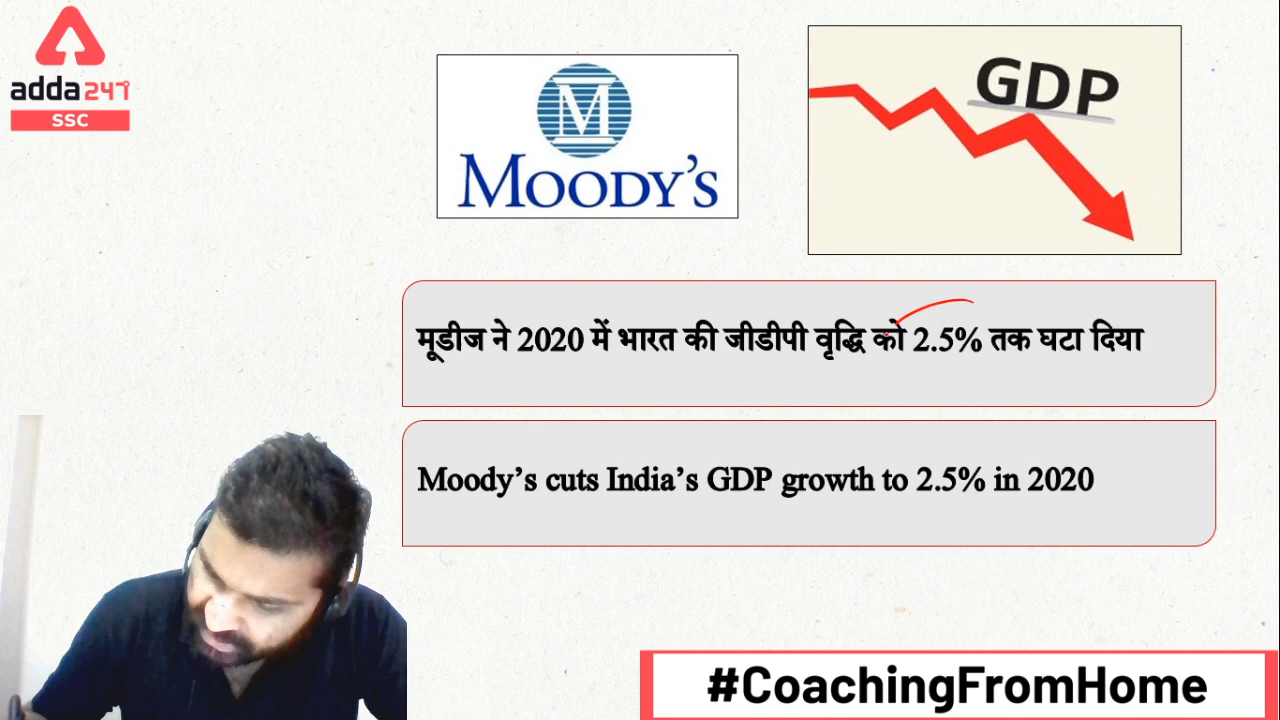 adda247
SSC
M
MOODY'S
GDP
मूडीज ने 2020 में भारत की जीडीपी वृद्धि को 2.5% तक घटा दिया
Moody’s cuts India’s GDP growth to 2.5% in 2020
#CoachingFromHome